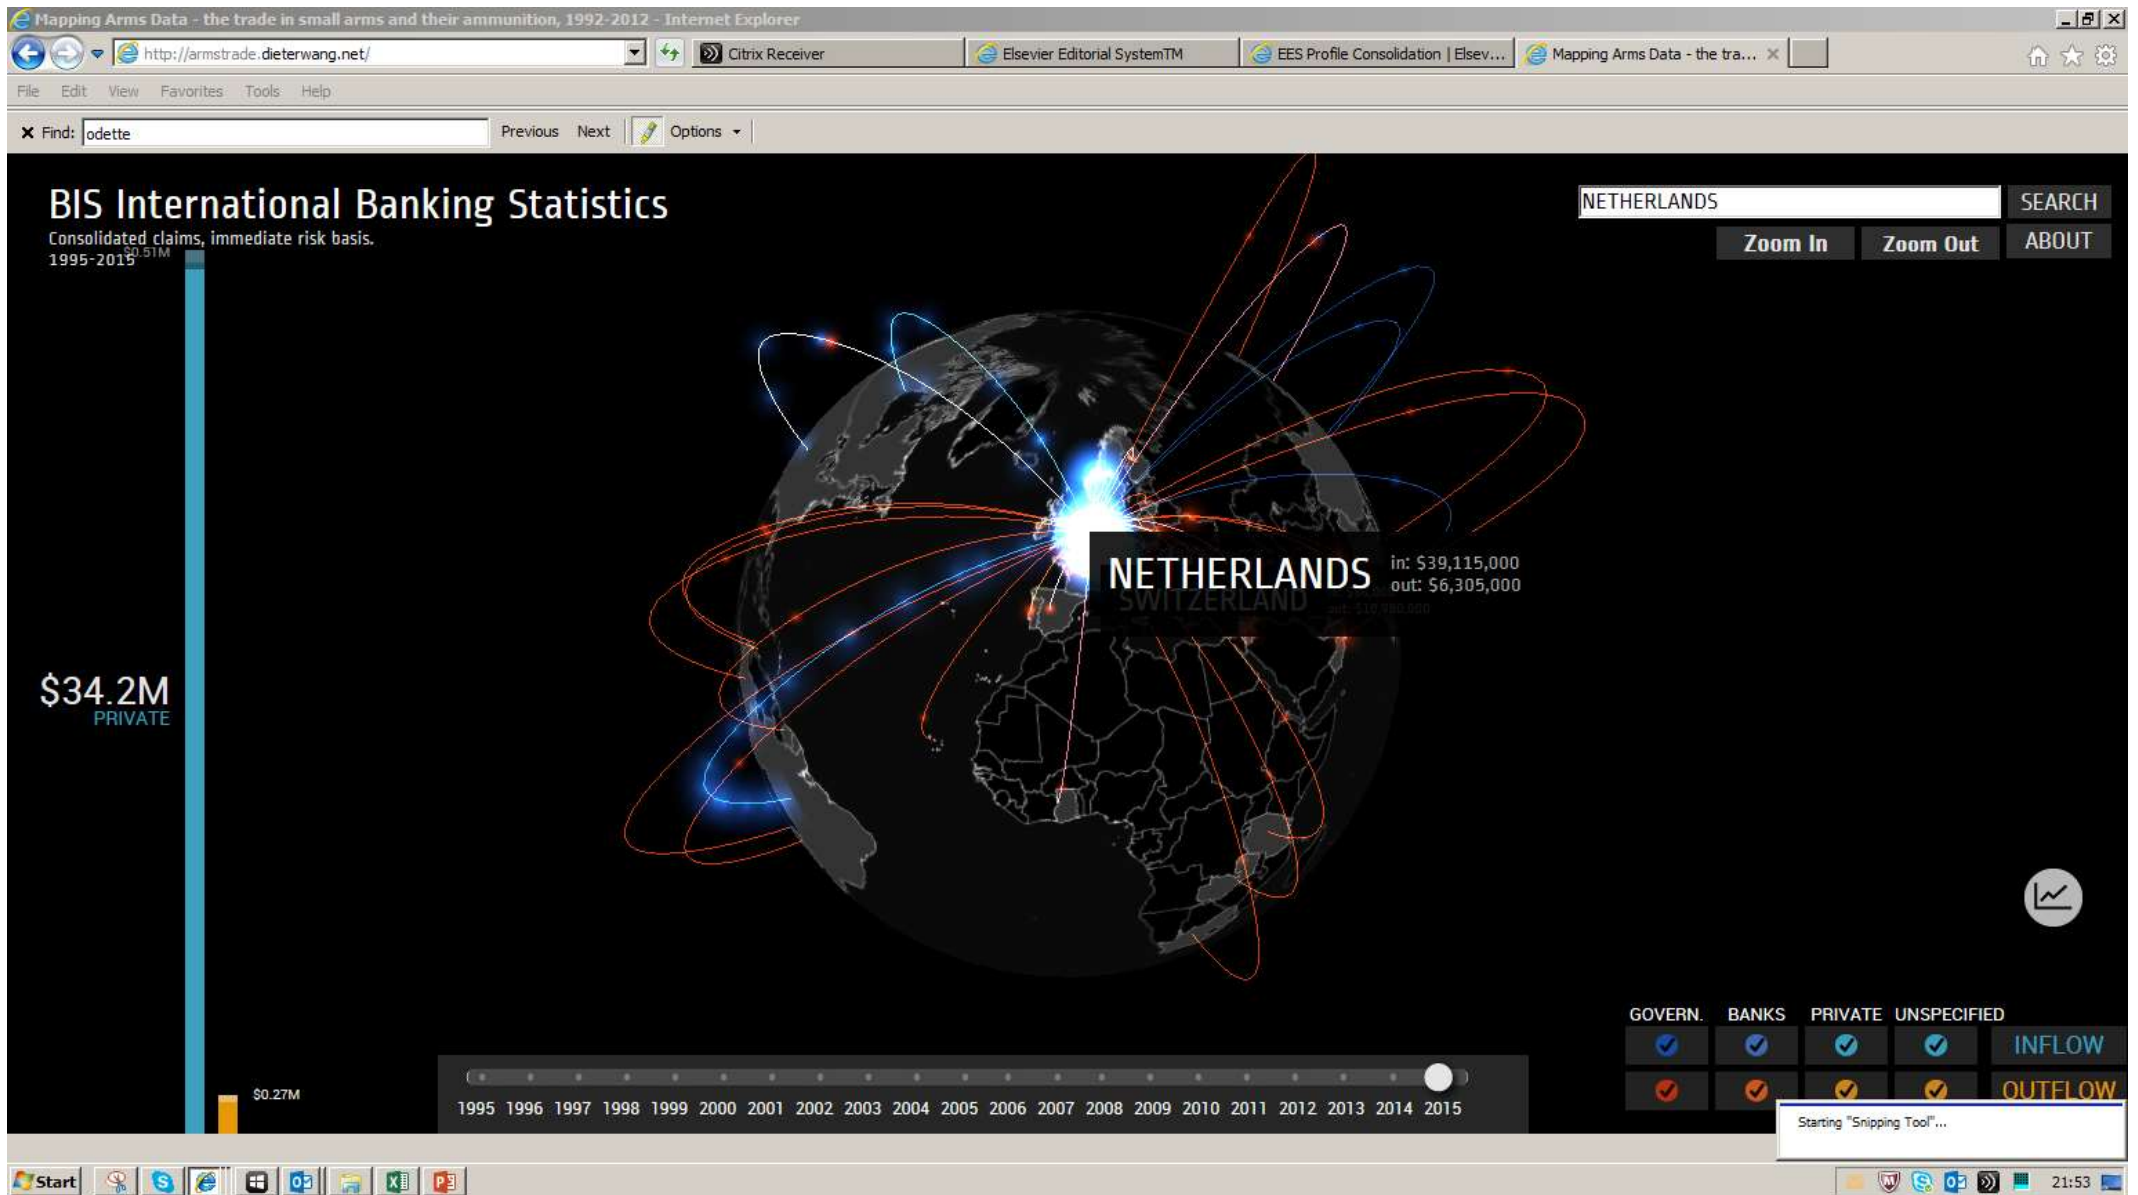 Mapping Arms Data - the trade in small arms and their ammunition, 1992-2012 - Internet Explorer
http://armstrade.dieterwang.net/
Citrix Receiver
Elsevier Editorial SystemTM
EES Profile Consolidation | Elsev...
Mapping Arms Data - the tra...
File Edit View Favorites Tools Help
Find: odette Previous Next Options
BIS International Banking Statistics
Consolidated claims, immediate risk basis.
1995-2015
$0.51M
NETHERLANDS SEARCH
Zoom In Zoom Out ABOUT
NETHERLANDS
in: $39,115,000
out: $6,305,000
SWITZERLAND
$34.2M
PRIVATE
$0.27M
GOVERN. BANKS PRIVATE UNSPECIFIED
INFLOW
OUTFLOW
1995 1996 1997 1998 1999 2000 2001 2002 2003 2004 2005 2006 2007 2008 2009 2010 2011 2012 2013 2014 2015
Starting "Snipping Tool"...
Start
21:53